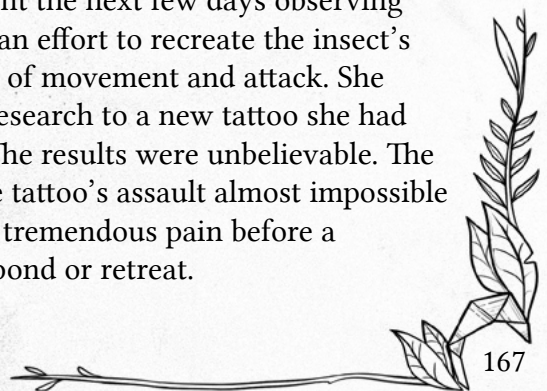 nt the next few days observing
an effort to recreate the insect's
of movement and attack. She
esearch to a new tattoo she had
he results were unbelievable. The
e tattoo's assault almost impossible
tremendous pain before a
pond or retreat.
167